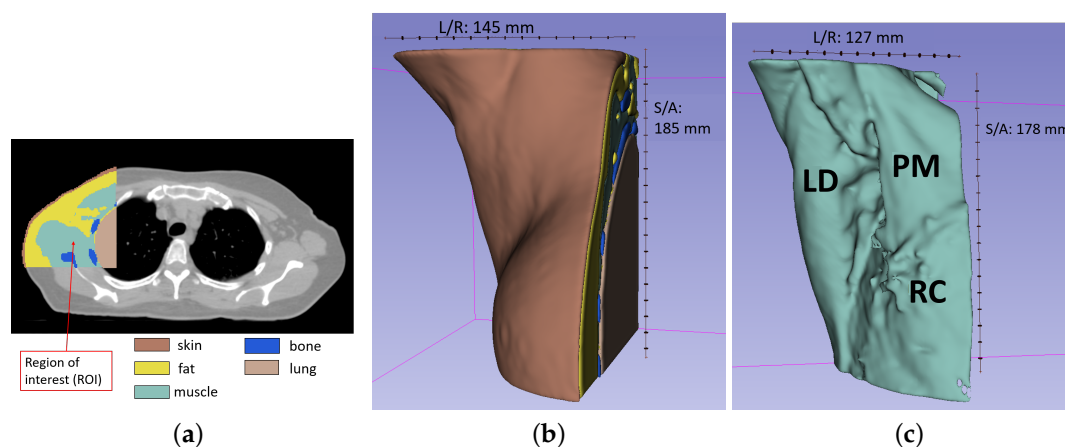 L/R: 145 mm
S/A:
185 mm
L/R: 127 mm
S/A: 178 mm
LD
PM
RC
Region of
interest (ROI)
skin
fat
muscle
bone
lung
(a)
(b)
(c)